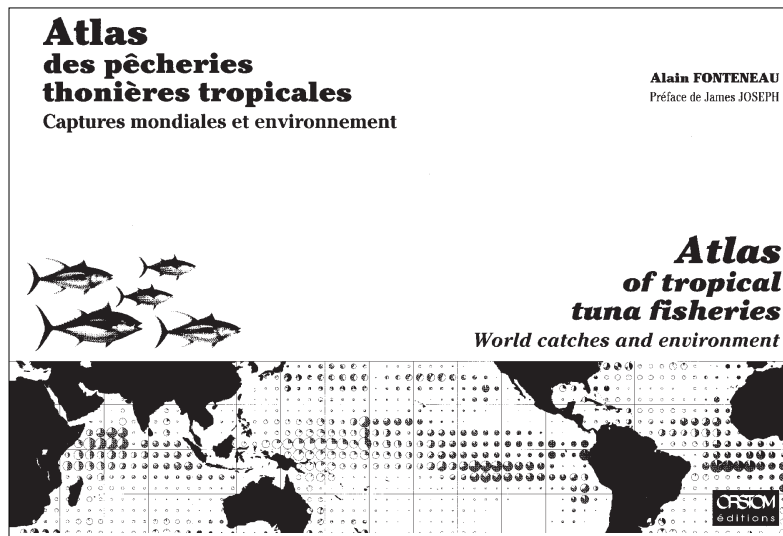 Atlas
des pêcheries
thonières tropicales
Captures mondiales et environnement
Alain FONTENEAU
Préface de James JOSEPH
Atlas
of tropical
tuna fisheries
World catches and environment
ORSTOM
éditions